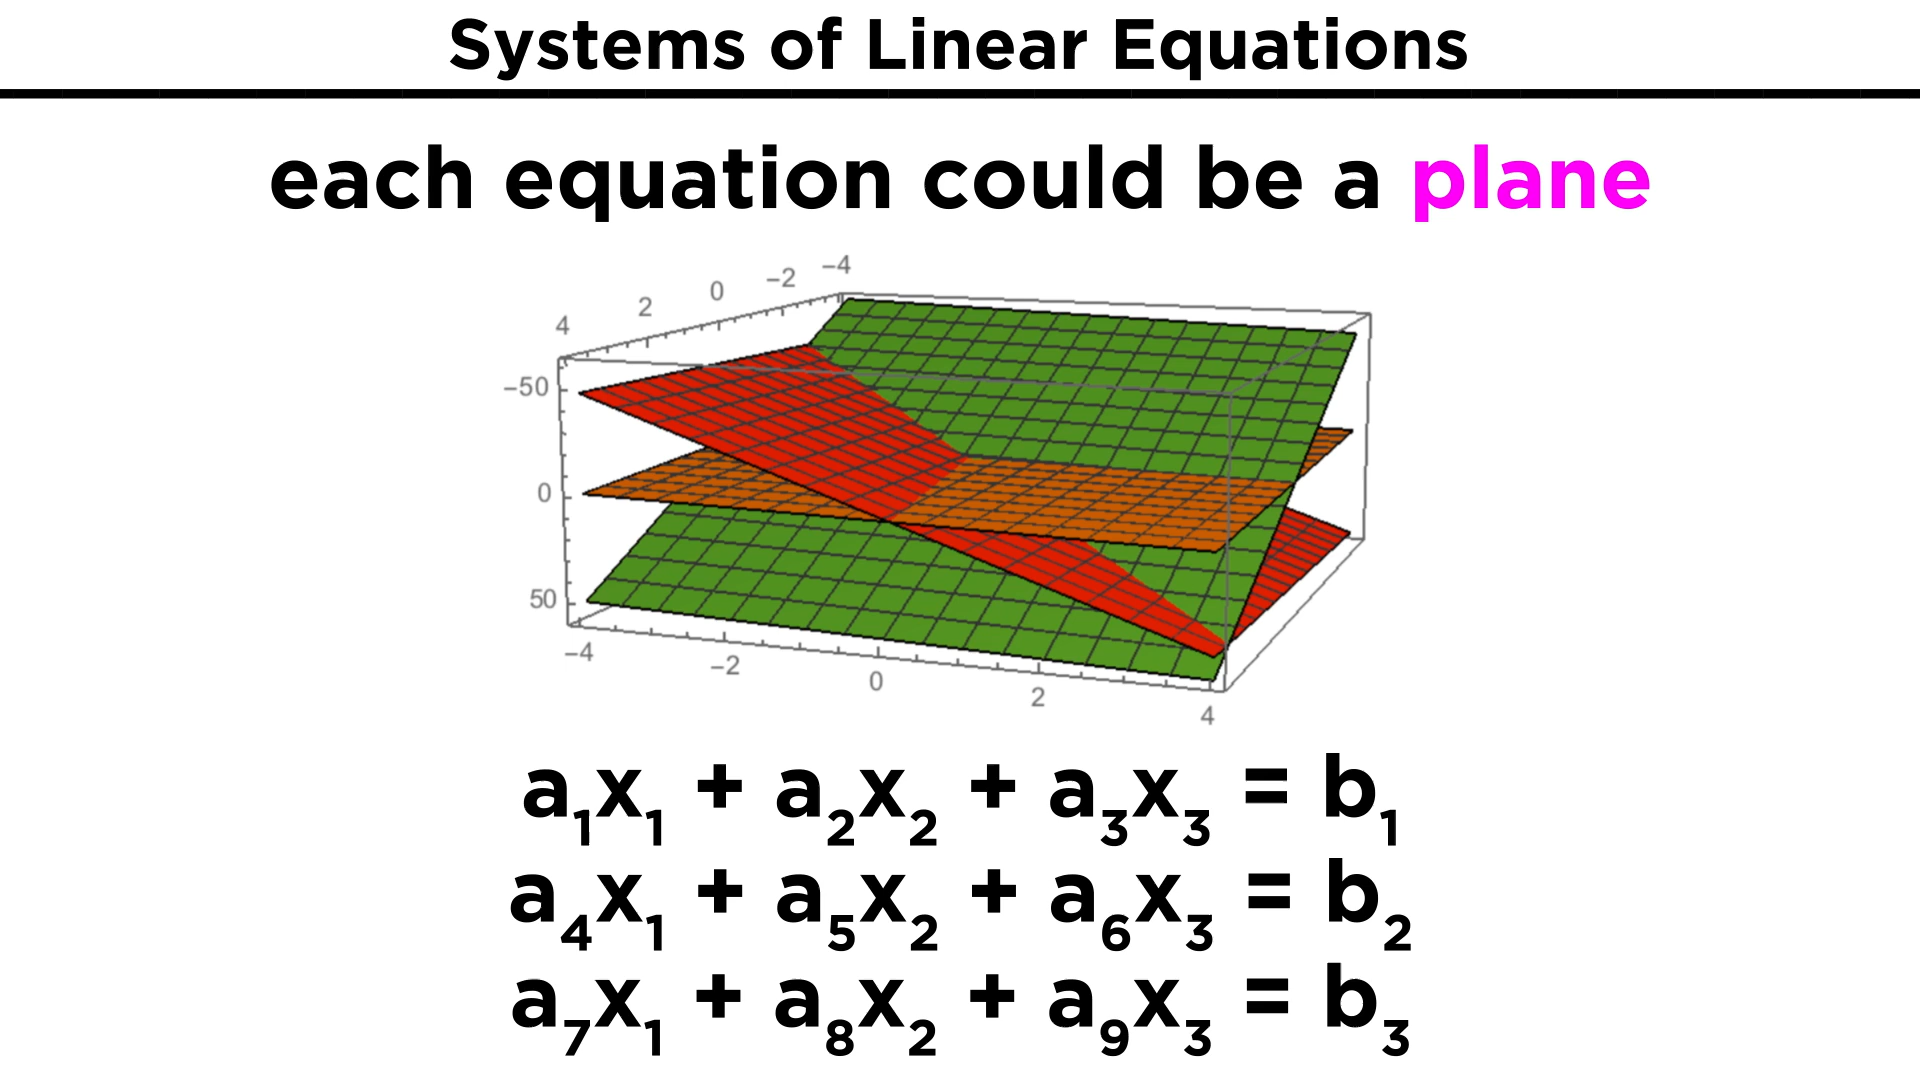 Systems of Linear Equations
each equation could be a plane
4 2 0 −2 −4
−50
0
50
−4 −2 0 2 4
a₁x₁ + a₂x₂ + a₃x₃ = b₁
a₄x₁ + a₅x₂ + a₆x₃ = b₂
a₇x₁ + a₈x₂ + a₉x₃ = b₃